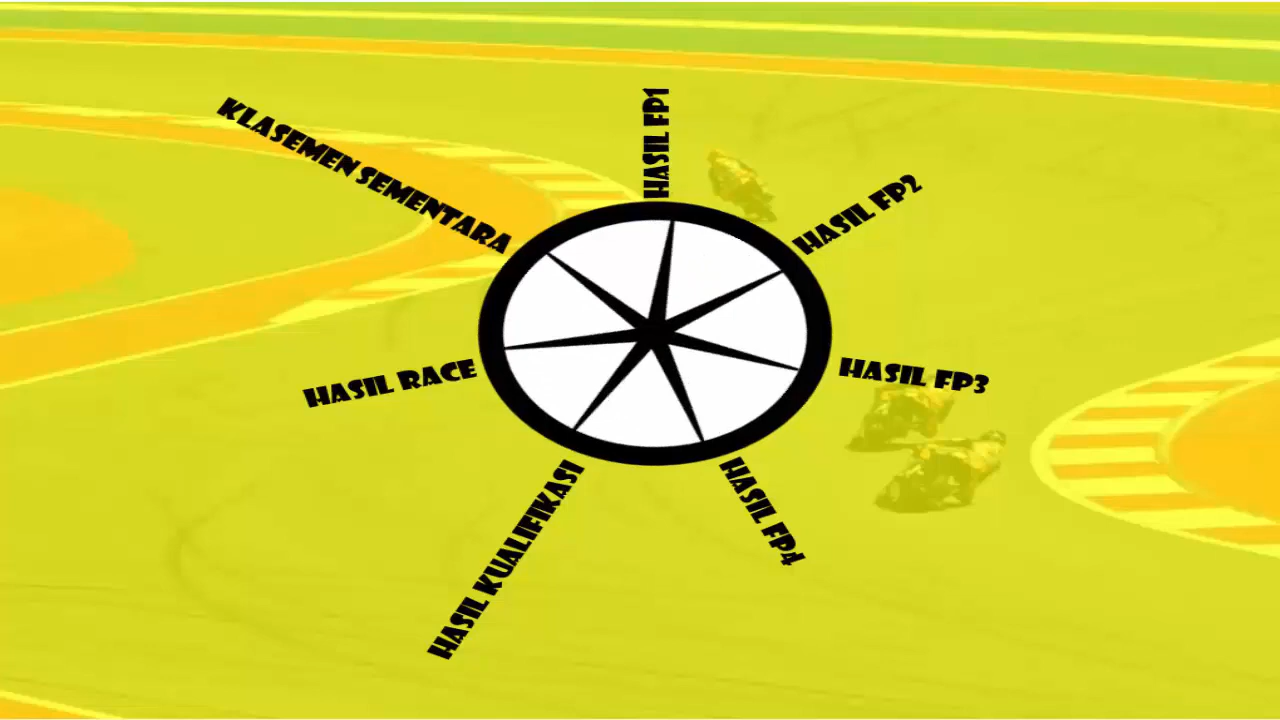 HASIL FP1
HASIL FP2
HASIL FP3
HASIL FP4
HASIL KUALIFIKASI
HASIL RACE
KLASEMEN SEMENTARA